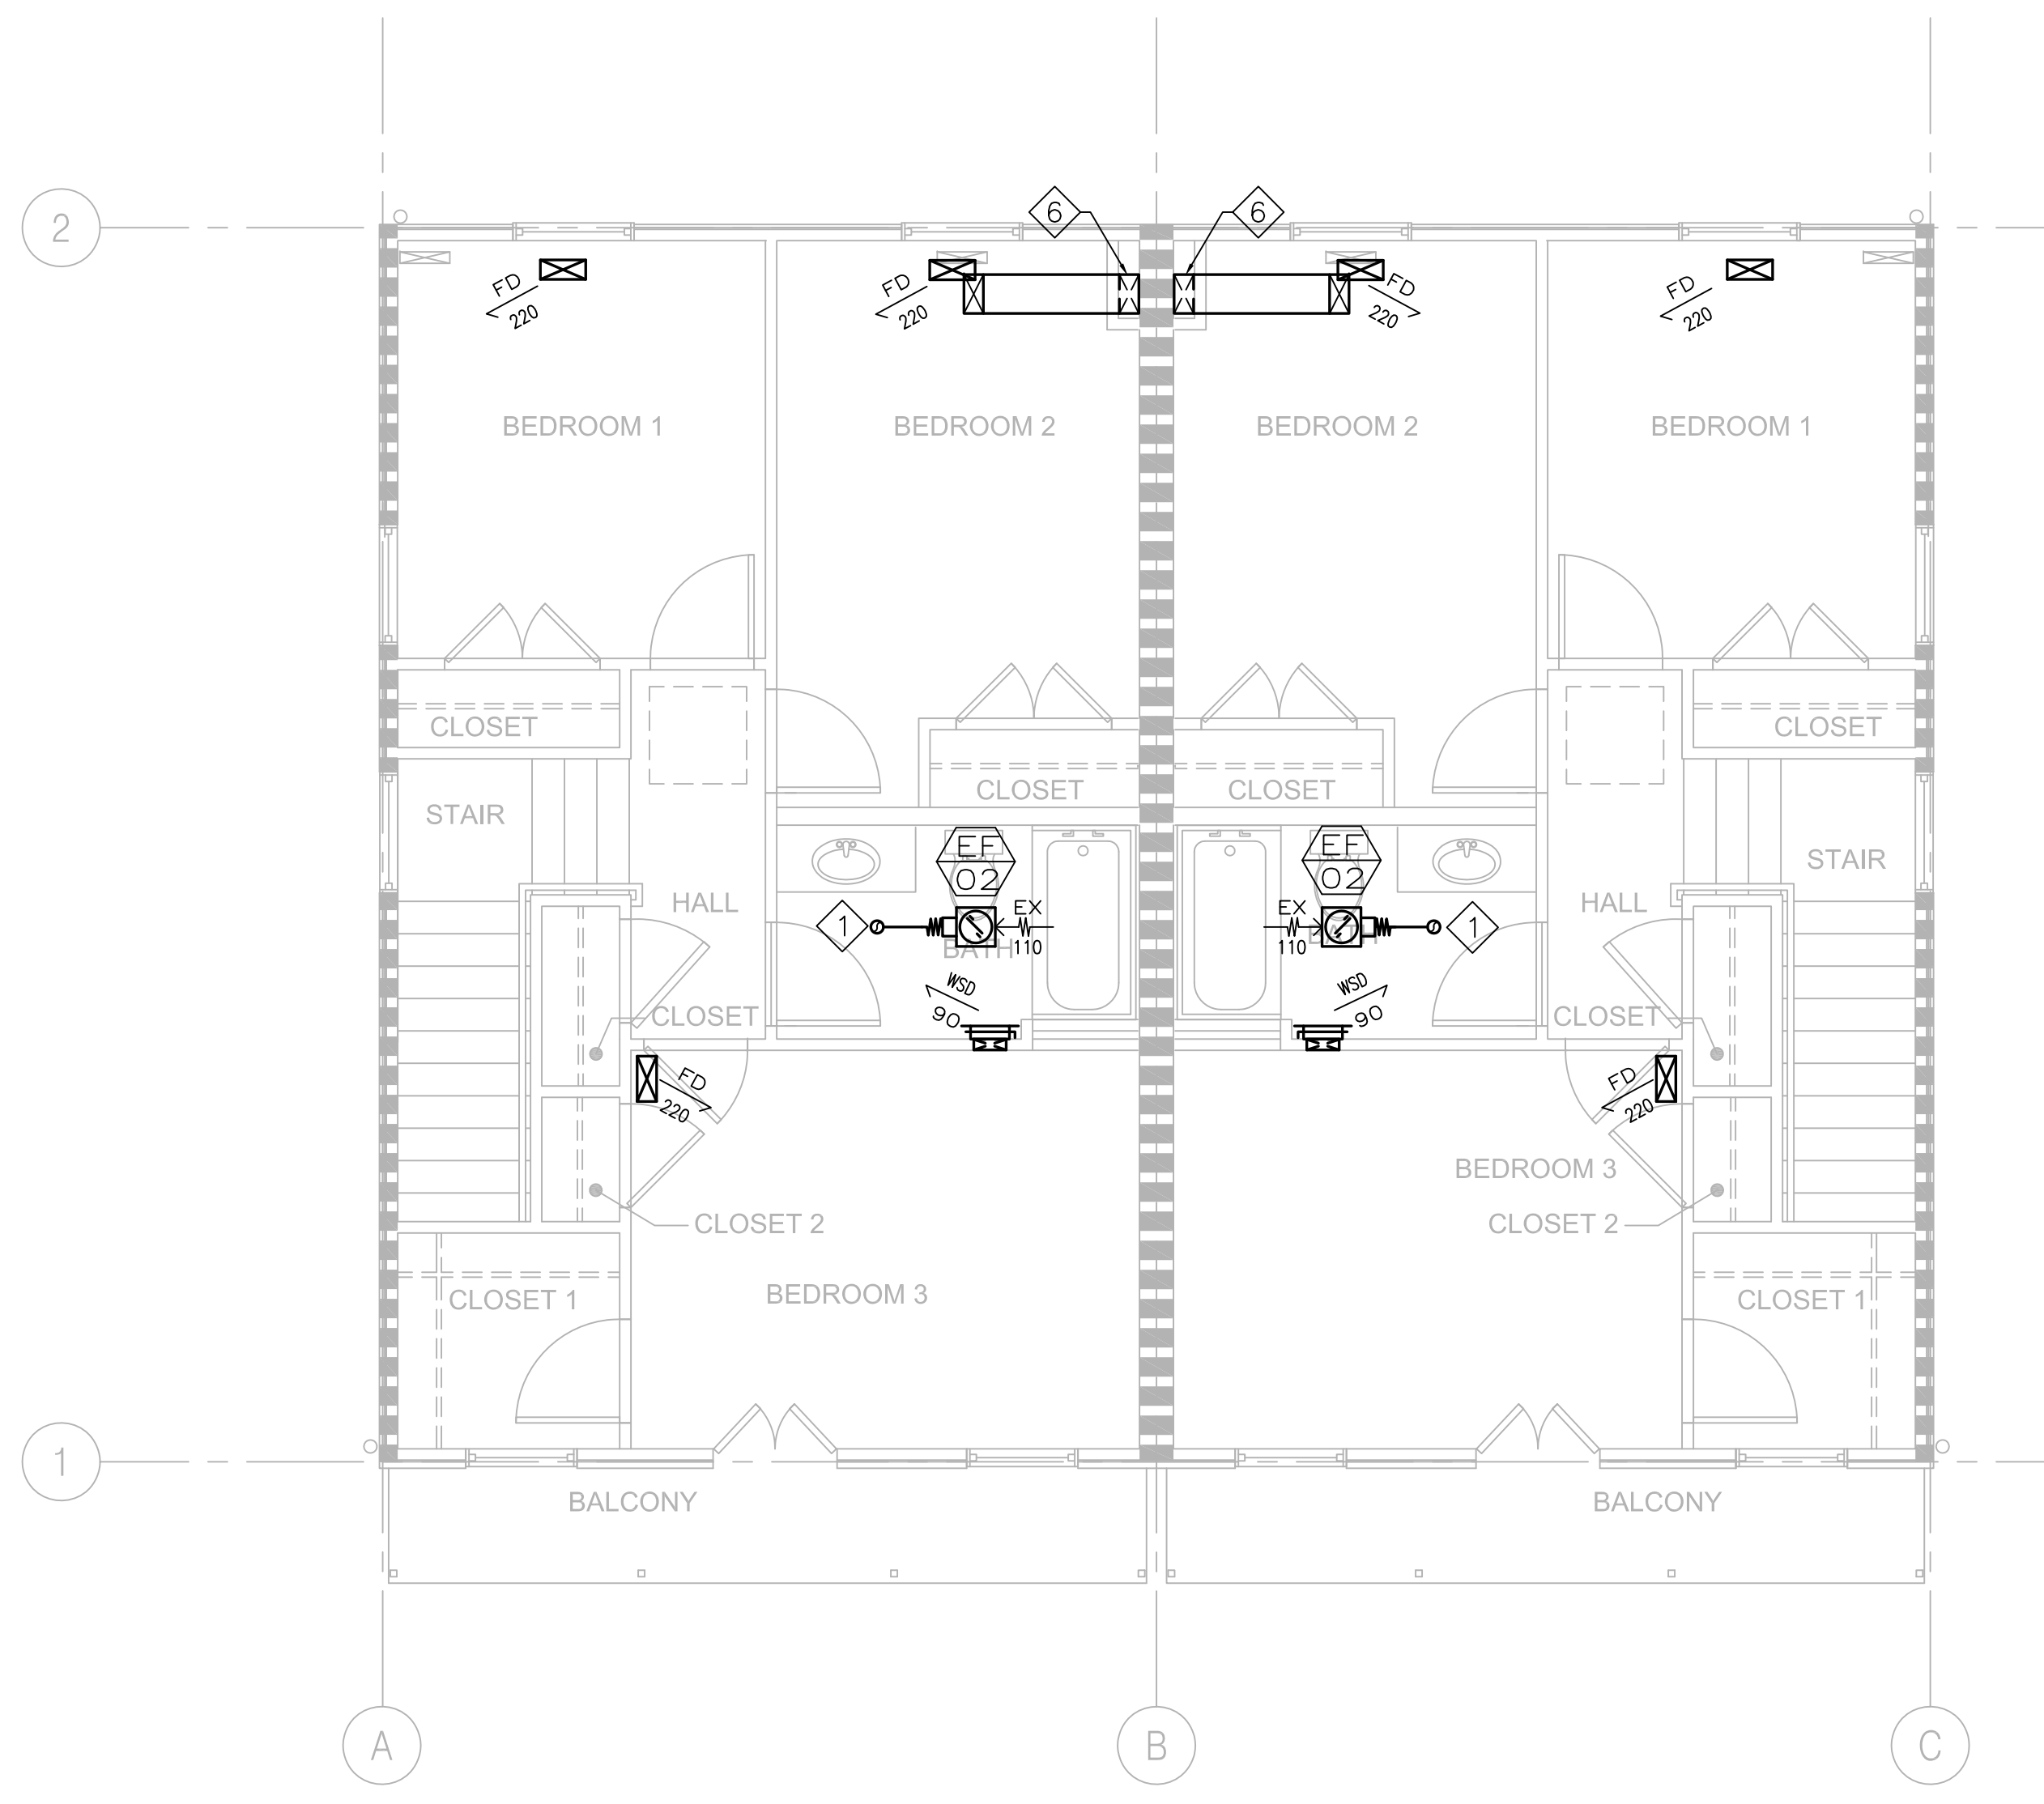 6 6
2
FD
220
FD
220
FD
220
FD
220
BEDROOM 1 BEDROOM 2 BEDROOM 2 BEDROOM 1
CLOSET CLOSET
CLOSET CLOSET
STAIR
EF
02
EF
02
STAIR
HALL HALL
1
EX
110
EX
110
1
BATH BATH
WSD
90
WSD
90
CLOSET CLOSET
FD
220
FD
220
BEDROOM 3
CLOSET 2 CLOSET 2
CLOSET 1 BEDROOM 3 CLOSET 1
1
BALCONY BALCONY
A B C